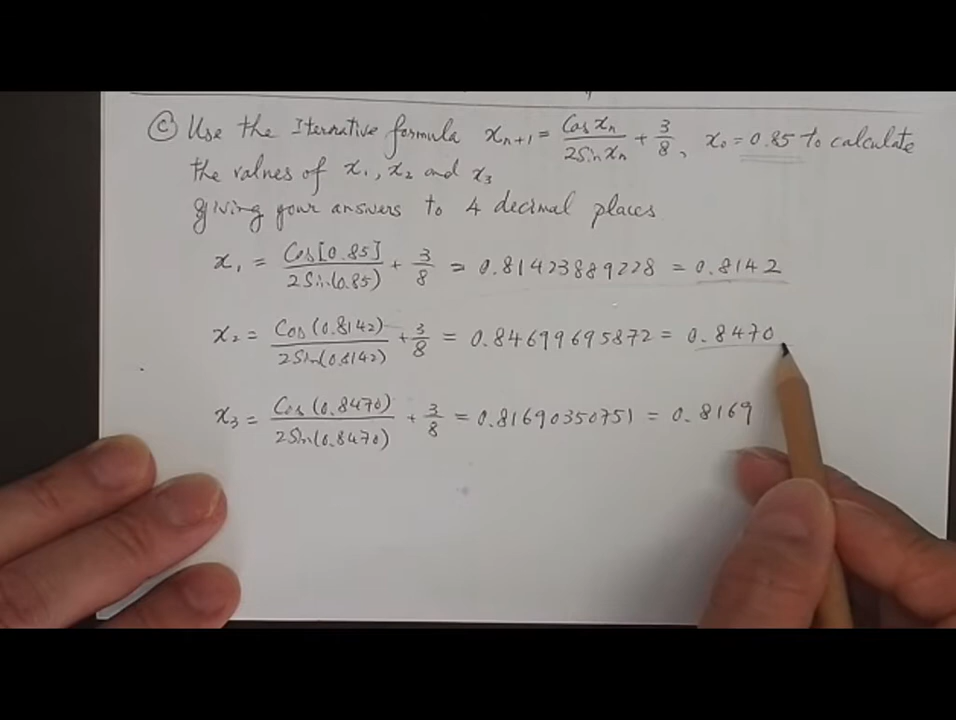 ⓒ Use the Iternative formula xₙ₊₁ = Cos xₙ / 2Sin xₙ + 3/8, x₀ = 0.85 to calculate
the values of x₁, x₂ and x₃
giving your answers to 4 decimal places
x₁ = Cos[0.85] / 2Sin(0.85) + 3/8 = 0.81423889228 = 0.8142
x₂ = Cos(0.8142) / 2Sin(0.8142) + 3/8 = 0.84699695872 = 0.8470
x₃ = Cos(0.8470) / 2Sin(0.8470) + 3/8 = 0.81690350751 = 0.8169